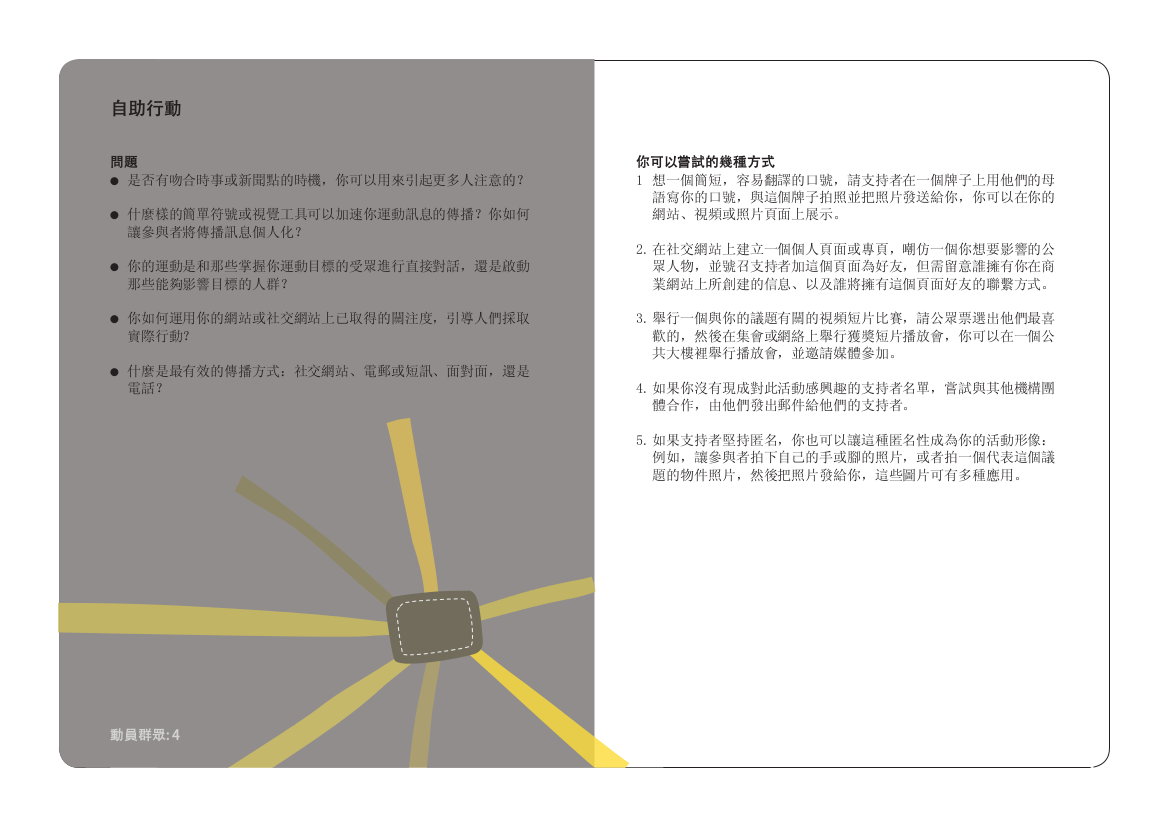 自助行動
問題
● 是否有吻合時事或新聞點的時機，你可以用來引起更多人注意的？
● 什麼樣的簡單符號或視覺工具可以加速你運動訊息的傳播？你如何
讓參與者將傳播訊息個人化？
● 你的運動是和那些掌握你運動目標的受眾進行直接對話，還是啟動
那些能夠影響目標的人群？
● 你如何運用你的網站或社交網站上已取得的關注度，引導人們採取
實際行動？
● 什麼是最有效的傳播方式：社交網站、電郵或短訊、面對面，還是
電話？
動員群眾:4
你可以嘗試的幾種方式
1 想一個簡短，容易翻譯的口號，請支持者在一個牌子上用他們的母
語寫你的口號，與這個牌子拍照並把照片發送給你，你可以在你的
網站、視頻或照片頁面上展示。
2. 在社交網站上建立一個個人頁面或專頁，嘲仿一個你想要影響的公
眾人物，並號召支持者加這個頁面為好友，但需留意誰擁有你在商
業網站上所創建的信息、以及誰將擁有這個頁面好友的聯繫方式。
3. 舉行一個與你的議題有關的視頻短片比賽，請公眾票選出他們最喜
歡的，然後在集會或網絡上舉行獲獎短片播放會，你可以在一個公
共大樓裡舉行播放會，並邀請媒體參加。
4. 如果你沒有現成對此活動感興趣的支持者名單，嘗試與其他機構團
體合作，由他們發出郵件給他們的支持者。
5. 如果支持者堅持匿名，你也可以讓這種匿名性成為你的活動形像：
例如，讓參與者拍下自己的手或腳的照片，或者拍一個代表這個議
題的物件照片，然後把照片發給你，這些圖片可有多種應用。